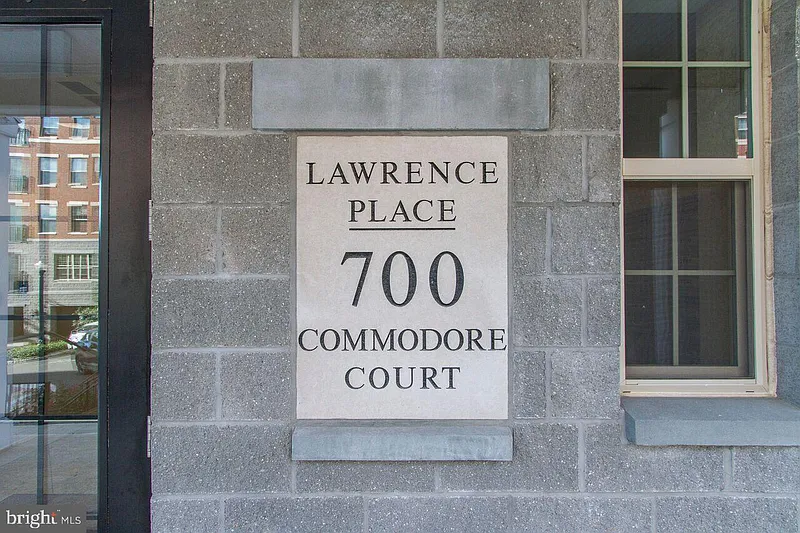 LAWRENCE
PLACE
700
COMMODORE
COURT
bright MLS